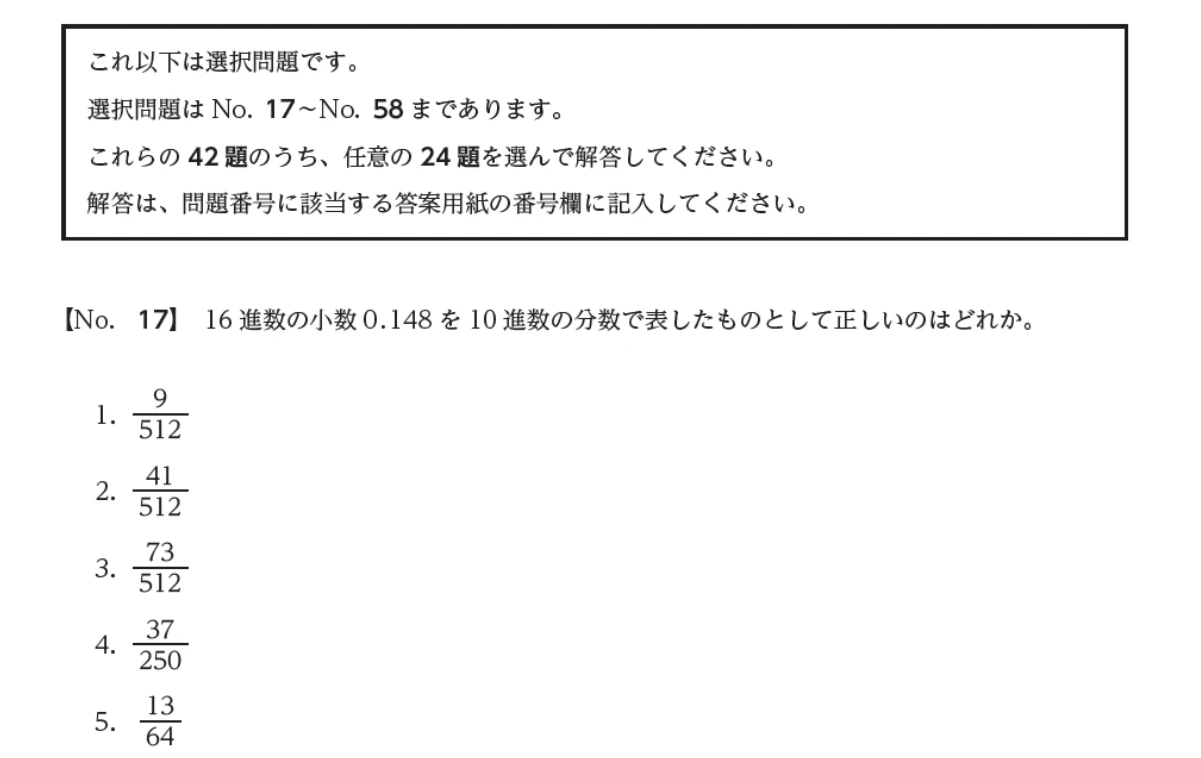 これ以下は選択問題です。
選択問題は No. 17～No. 58 まであります。
これらの 42 題のうち、任意の 24 題を選んで解答してください。
解答は、問題番号に該当する答案用紙の番号欄に記入してください。
【No. 17】 16 進数の小数 0.148 を 10 進数の分数で表したものとして正しいのはどれか。
1. 9/512
2. 41/512
3. 73/512
4. 37/250
5. 13/64